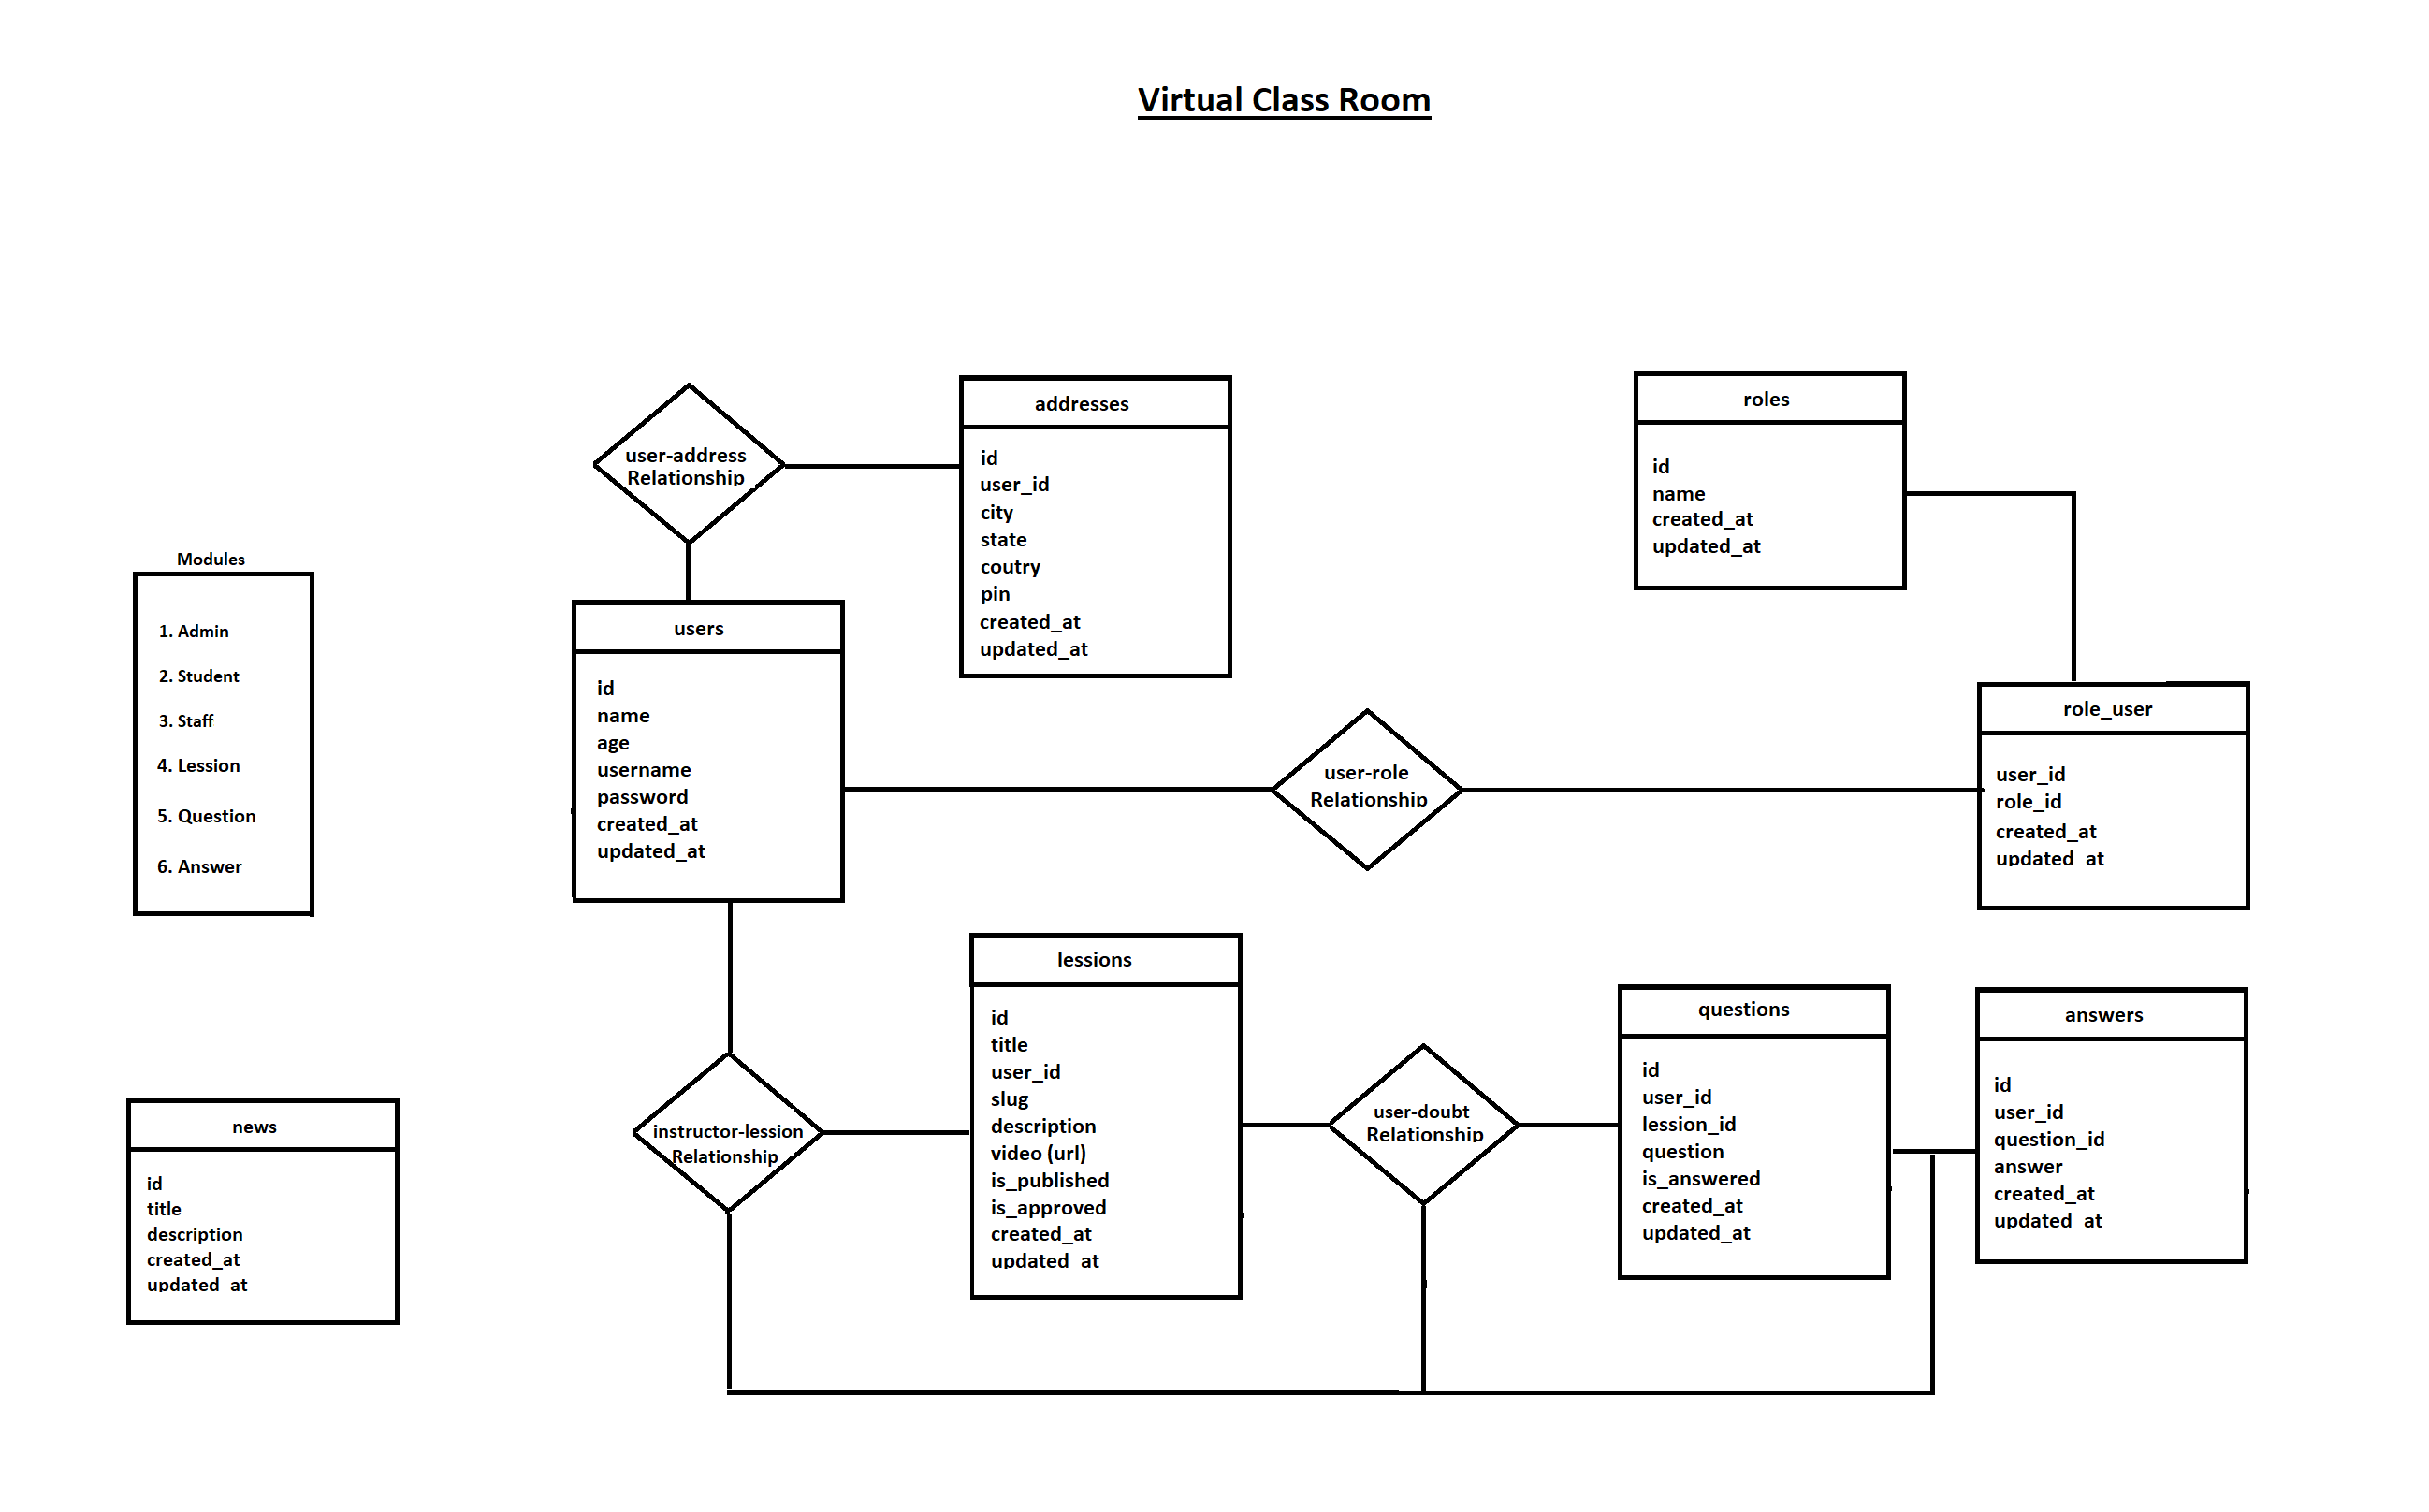 Virtual Class Room
user-address
Relationship
addresses
id
user_id
city
state
coutry
pin
created_at
updated_at
roles
id
name
created_at
updated_at
Modules
1. Admin
2. Student
3. Staff
4. Lession
5. Question
6. Answer
users
id
name
age
username
password
created_at
updated_at
user-role
Relationship
role_user
user_id
role_id
created_at
updated_at
news
id
title
description
created_at
updated_at
instructor-lession
Relationship
lessions
id
title
user_id
slug
description
video (url)
is_published
is_approved
created_at
updated_at
user-doubt
Relationship
questions
id
user_id
lession_id
question
is_answered
created_at
updated_at
answers
id
user_id
question_id
answer
created_at
updated_at